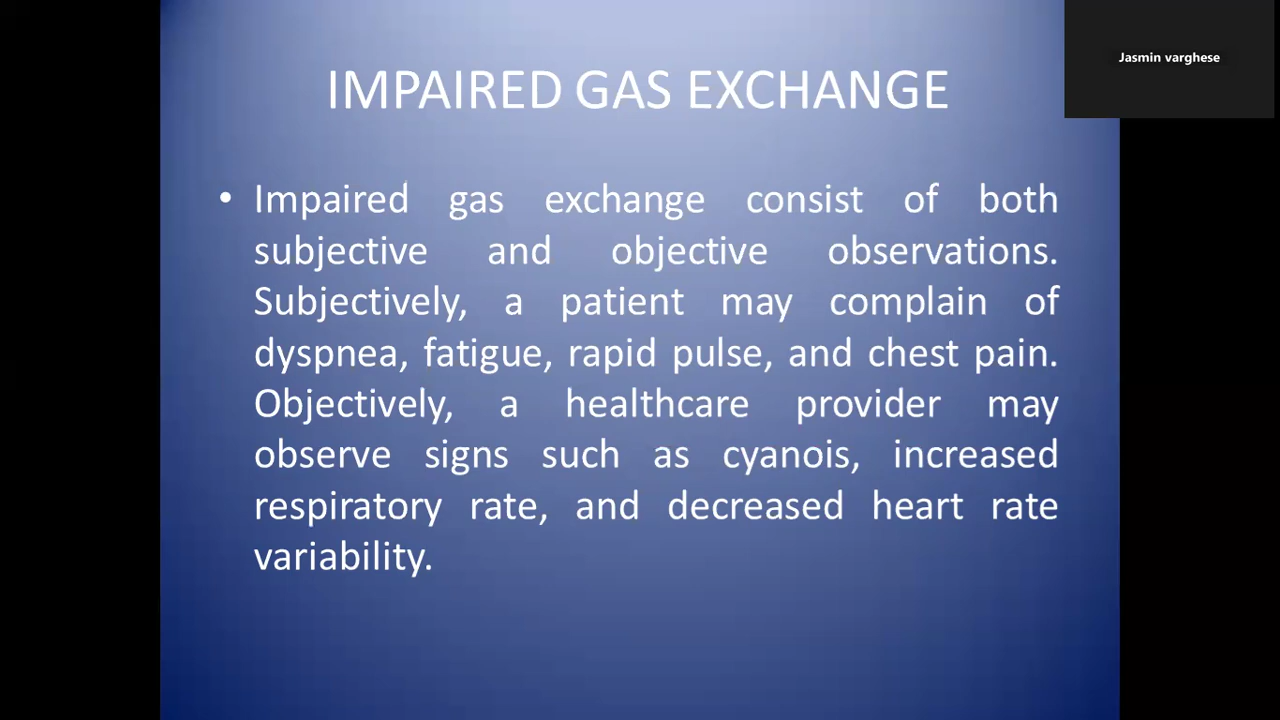 IMPAIRED GAS EXCHANGE
Jasmin varghese
• Impaired gas exchange consist of both
subjective and objective observations.
Subjectively, a patient may complain of
dyspnea, fatigue, rapid pulse, and chest pain.
Objectively, a healthcare provider may
observe signs such as cyanois, increased
respiratory rate, and decreased heart rate
variability.